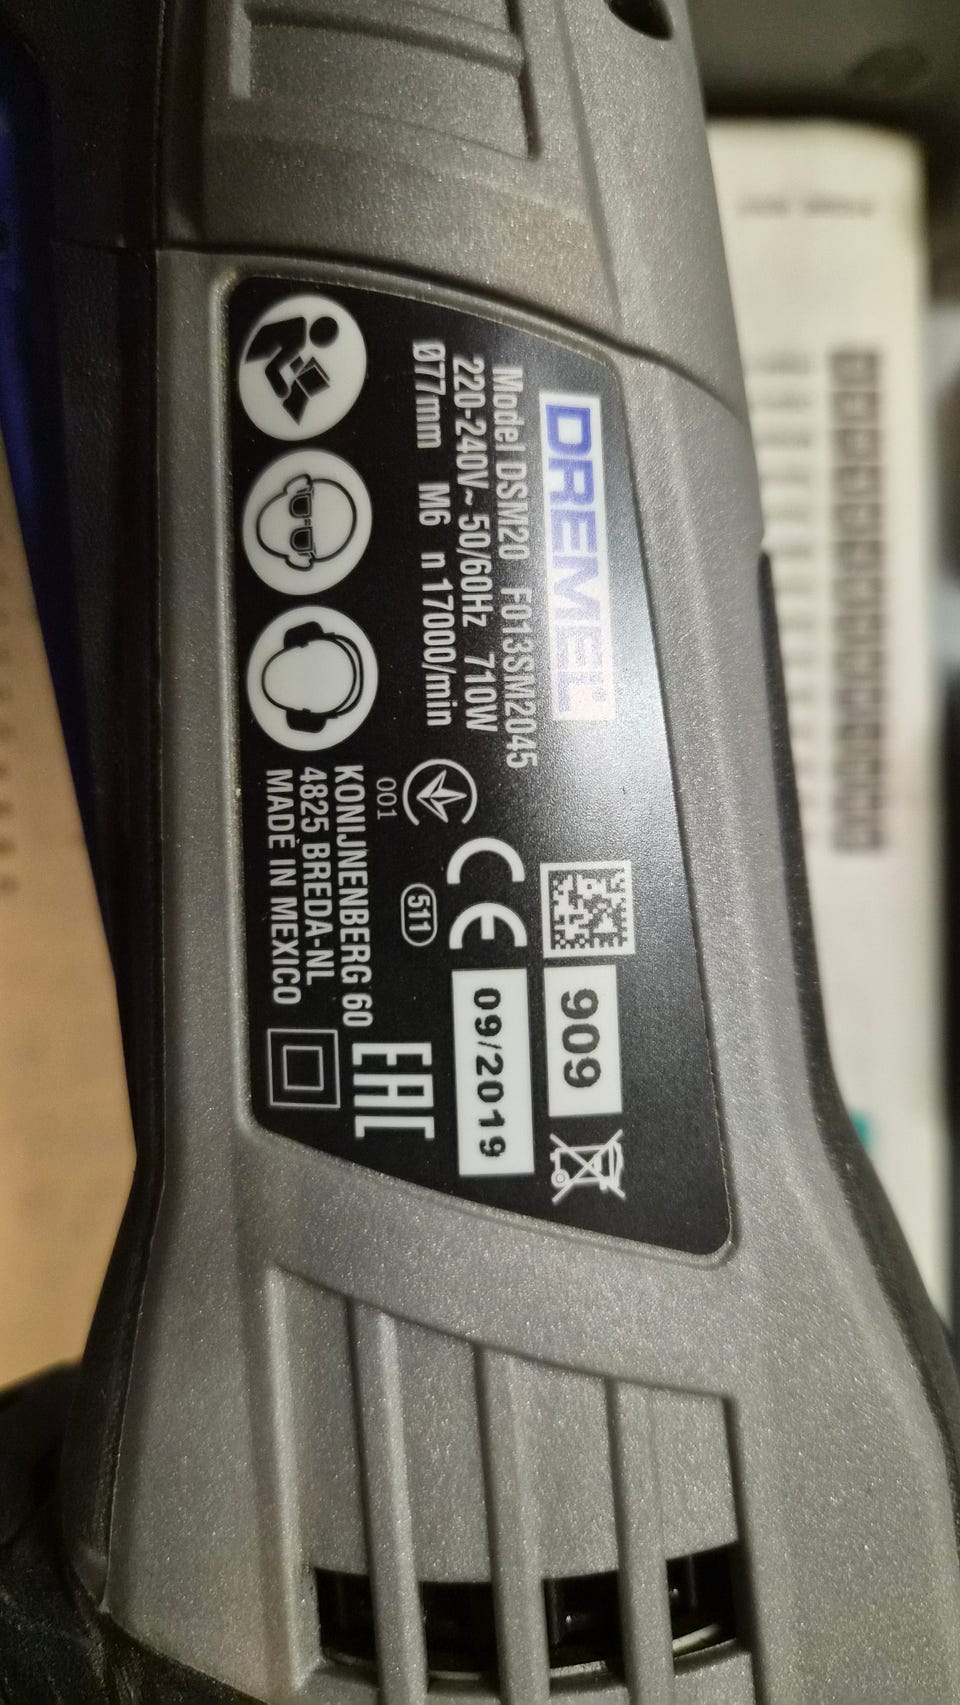 DREMEL
Model DSM20 F013SM2045
220-240V~ 50/60Hz 710W
Ø77mm M6 n 17000/min
909
09/2019
CE
001
511
EAC
KONIJNENBERG 60
4825 BREDA-NL
MADE IN MEXICO